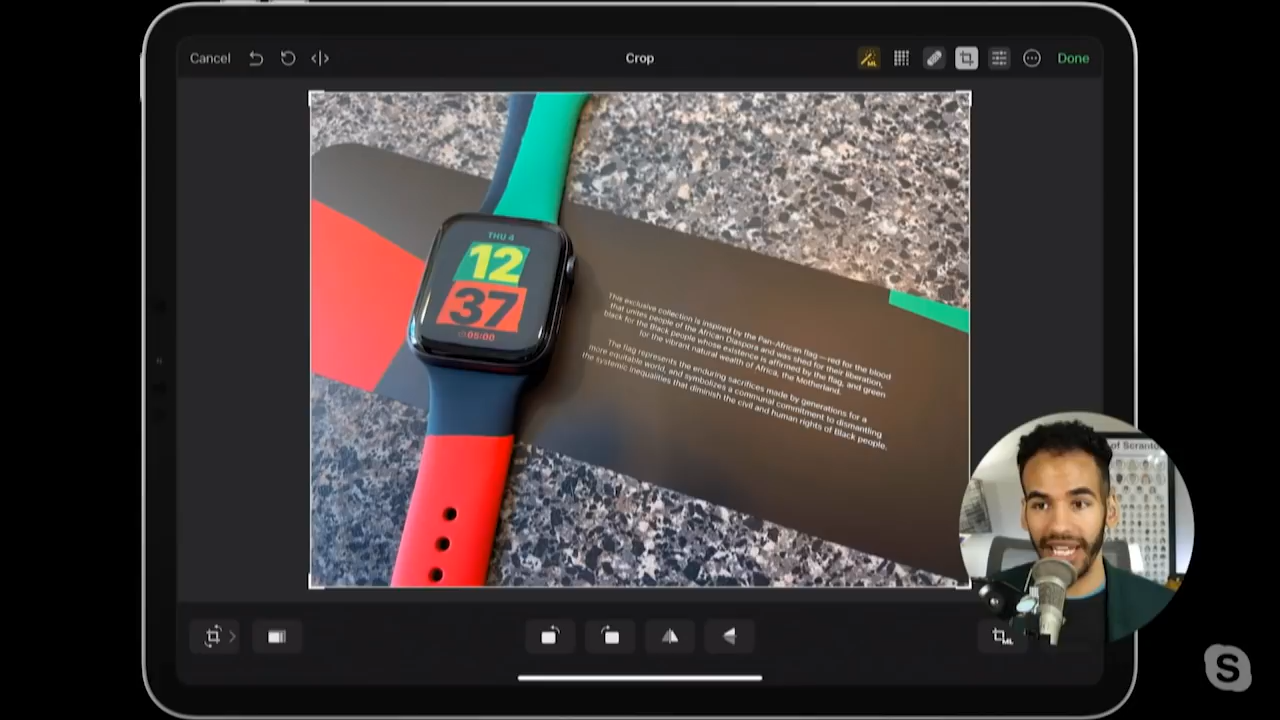 Cancel
Crop
ML
Done
THU 4
12
37
05:00
This exclusive collection is inspired by the Pan-African flag — red for the blood
that unites people of the African Diaspora and was shed for their liberation,
black for the Black people whose existence is affirmed by the flag, and green
for the vibrant natural wealth of Africa, the Motherland.
The flag represents the enduring sacrifices made by generations for a
more equitable world, and symbolizes a communal commitment to dismantling
the systemic inequalities that diminish the civil and human rights of Black people.
of Scranto
ML
S